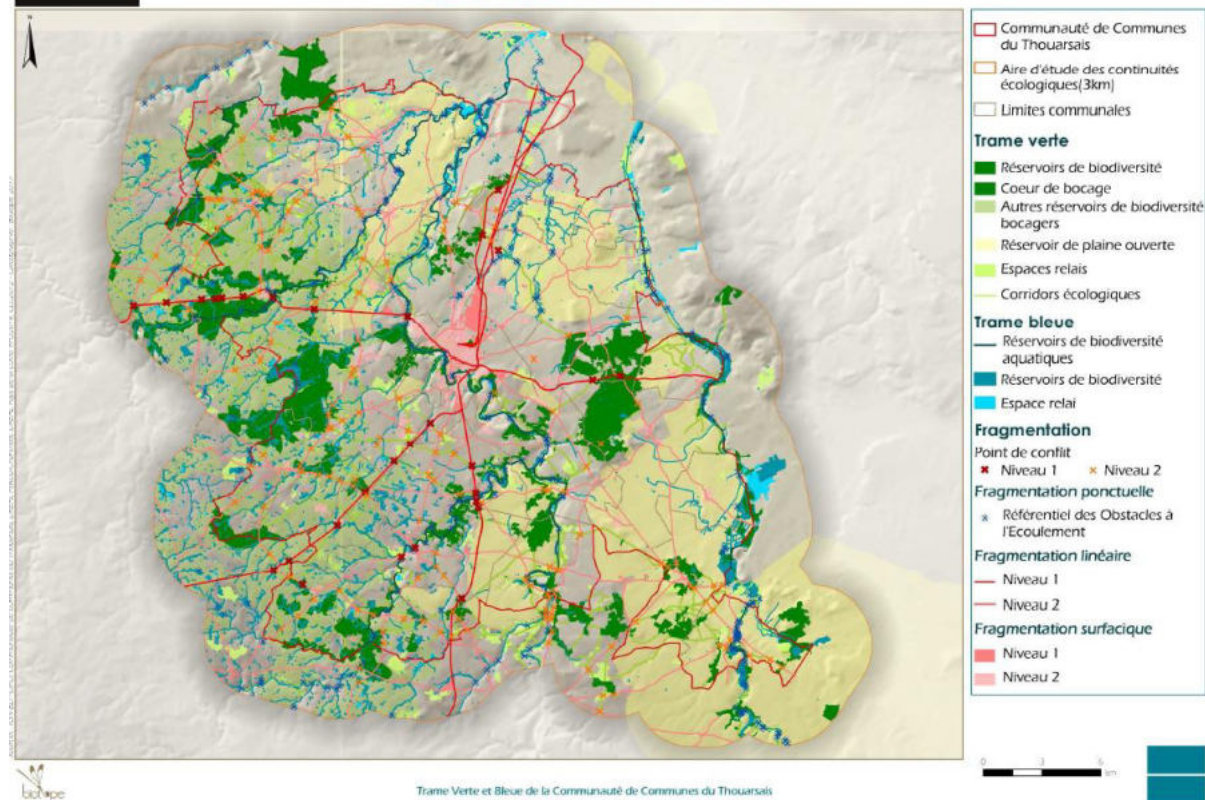 N
Communauté de Communes
du Thouarsais
Aire d'étude des continuités
écologiques(3km)
Limites communales
Trame verte
Réservoirs de biodiversité
Coeur de bocage
Autres réservoirs de biodiversité
bocagers
Réservoir de plaine ouverte
Espaces relais
Corridors écologiques
Trame bleue
Réservoirs de biodiversité
aquatiques
Réservoirs de biodiversité
Espace relai
Fragmentation
Point de conflit
Niveau 1 Niveau 2
Fragmentation ponctuelle
Référentiel des Obstacles à
l'Ecoulement
Fragmentation linéaire
Niveau 1
Niveau 2
Fragmentation surfacique
Niveau 1
Niveau 2
0 3 6
km
biotope
Trame Verte et Bleue de la Communauté de Communes du Thouarsais